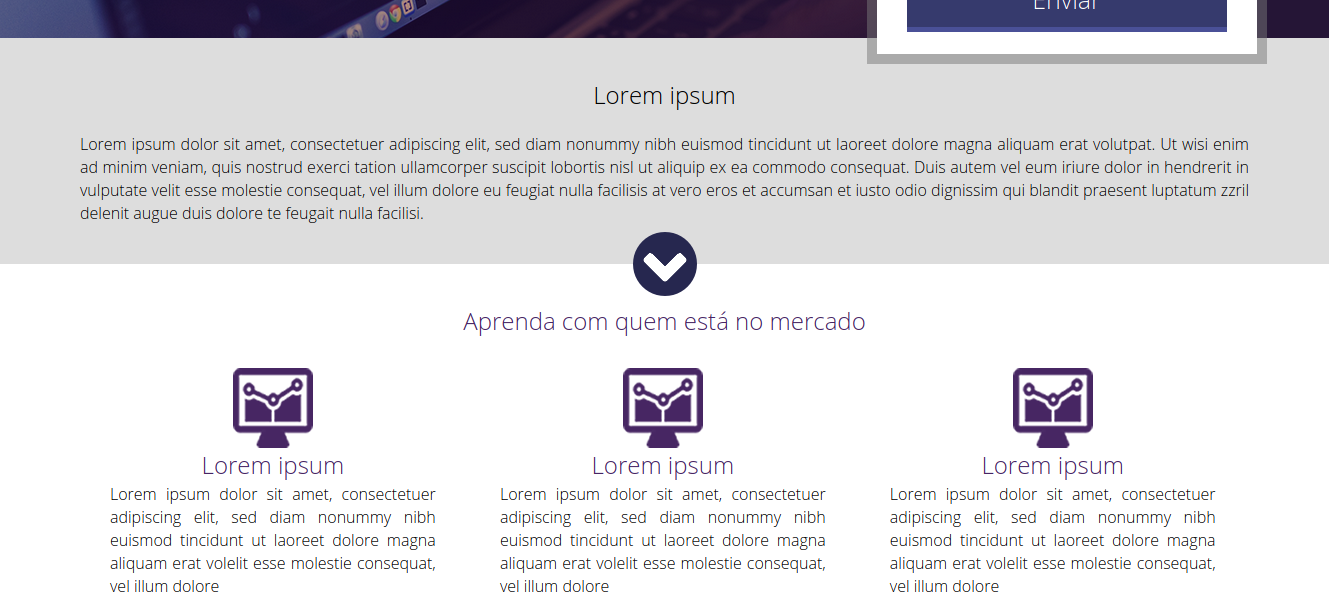 Enviar
Lorem ipsum
Lorem ipsum dolor sit amet, consectetuer adipiscing elit, sed diam nonummy nibh euismod tincidunt ut laoreet dolore magna aliquam erat volutpat. Ut wisi enim
ad minim veniam, quis nostrud exerci tation ullamcorper suscipit lobortis nisl ut aliquip ex ea commodo consequat. Duis autem vel eum iriure dolor in hendrerit in
vulputate velit esse molestie consequat, vel illum dolore eu feugiat nulla facilisis at vero eros et accumsan et iusto odio dignissim qui blandit praesent luptatum zzril
delenit augue duis dolore te feugait nulla facilisi.
Aprenda com quem está no mercado
Lorem ipsum
Lorem ipsum dolor sit amet, consectetuer
adipiscing elit, sed diam nonummy nibh
euismod tincidunt ut laoreet dolore magna
aliquam erat volelit esse molestie consequat,
vel illum dolore
Lorem ipsum
Lorem ipsum dolor sit amet, consectetuer
adipiscing elit, sed diam nonummy nibh
euismod tincidunt ut laoreet dolore magna
aliquam erat volelit esse molestie consequat,
vel illum dolore
Lorem ipsum
Lorem ipsum dolor sit amet, consectetuer
adipiscing elit, sed diam nonummy nibh
euismod tincidunt ut laoreet dolore magna
aliquam erat volelit esse molestie consequat,
vel illum dolore